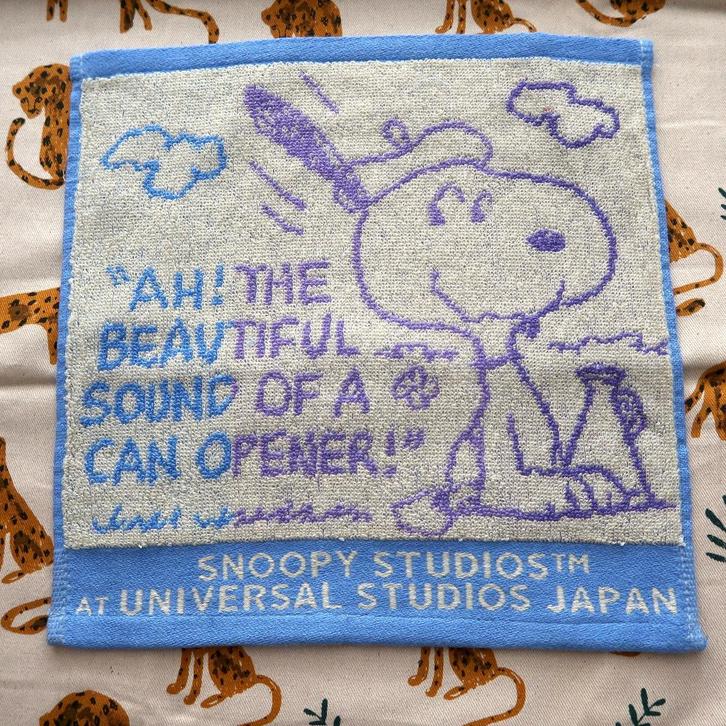 "AH! THE
BEAUTIFUL
SOUND OF A
CAN OPENER!"
SNOOPY STUDIOS™
AT UNIVERSAL STUDIOS JAPAN